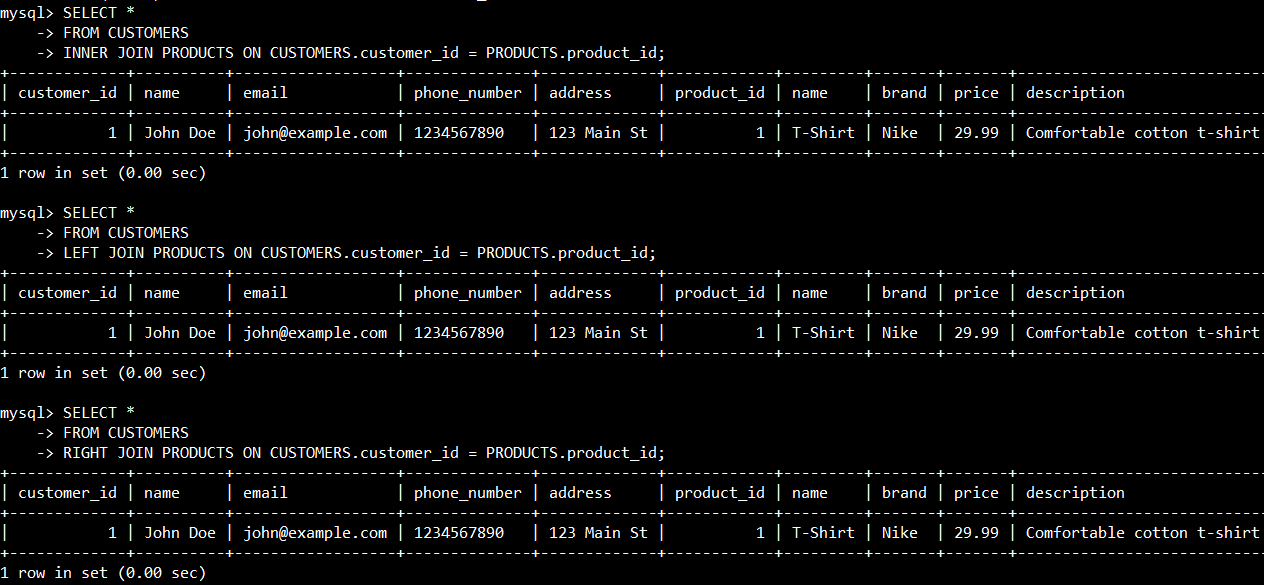 mysql> SELECT *
    -> FROM CUSTOMERS
    -> INNER JOIN PRODUCTS ON CUSTOMERS.customer_id = PRODUCTS.product_id;
+-------------+----------+------------------+--------------+------------+------------+---------+-------+-------+----------------------------
| customer_id | name     | email            | phone_number | address    | product_id | name    | brand | price | description
+-------------+----------+------------------+--------------+------------+------------+---------+-------+-------+----------------------------
|           1 | John Doe | john@example.com | 1234567890   | 123 Main St |          1 | T-Shirt | Nike  | 29.99 | Comfortable cotton t-shirt
+-------------+----------+------------------+--------------+------------+------------+---------+-------+-------+----------------------------
1 row in set (0.00 sec)
mysql> SELECT *
    -> FROM CUSTOMERS
    -> LEFT JOIN PRODUCTS ON CUSTOMERS.customer_id = PRODUCTS.product_id;
+-------------+----------+------------------+--------------+------------+------------+---------+-------+-------+----------------------------
| customer_id | name     | email            | phone_number | address    | product_id | name    | brand | price | description
+-------------+----------+------------------+--------------+------------+------------+---------+-------+-------+----------------------------
|           1 | John Doe | john@example.com | 1234567890   | 123 Main St |          1 | T-Shirt | Nike  | 29.99 | Comfortable cotton t-shirt
+-------------+----------+------------------+--------------+------------+------------+---------+-------+-------+----------------------------
1 row in set (0.00 sec)
mysql> SELECT *
    -> FROM CUSTOMERS
    -> RIGHT JOIN PRODUCTS ON CUSTOMERS.customer_id = PRODUCTS.product_id;
+-------------+----------+------------------+--------------+------------+------------+---------+-------+-------+----------------------------
| customer_id | name     | email            | phone_number | address    | product_id | name    | brand | price | description
+-------------+----------+------------------+--------------+------------+------------+---------+-------+-------+----------------------------
|           1 | John Doe | john@example.com | 1234567890   | 123 Main St |          1 | T-Shirt | Nike  | 29.99 | Comfortable cotton t-shirt
+-------------+----------+------------------+--------------+------------+------------+---------+-------+-------+----------------------------
1 row in set (0.00 sec)